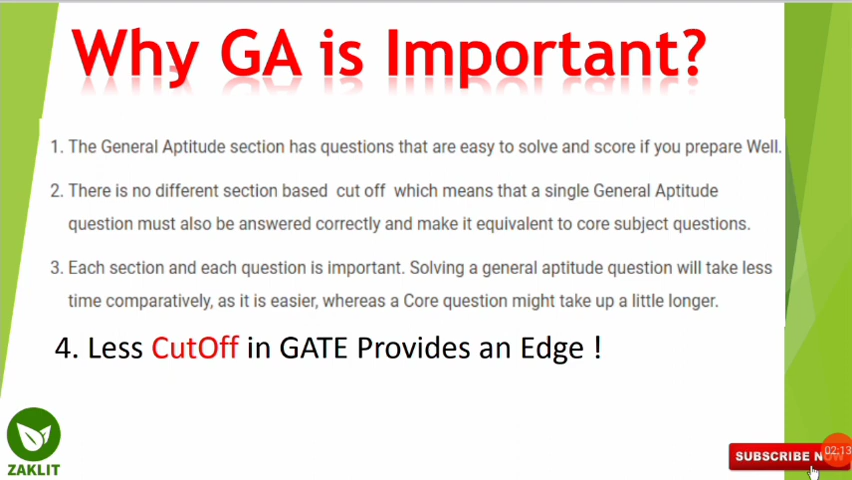 Why GA is Important?
1. The General Aptitude section has questions that are easy to solve and score if you prepare Well.
2. There is no different section based cut off which means that a single General Aptitude
question must also be answered correctly and make it equivalent to core subject questions.
3. Each section and each question is important. Solving a general aptitude question will take less
time comparatively, as it is easier, whereas a Core question might take up a little longer.
4. Less CutOff in GATE Provides an Edge !
ZAKLIT
SUBSCRIBE NOW
02:13